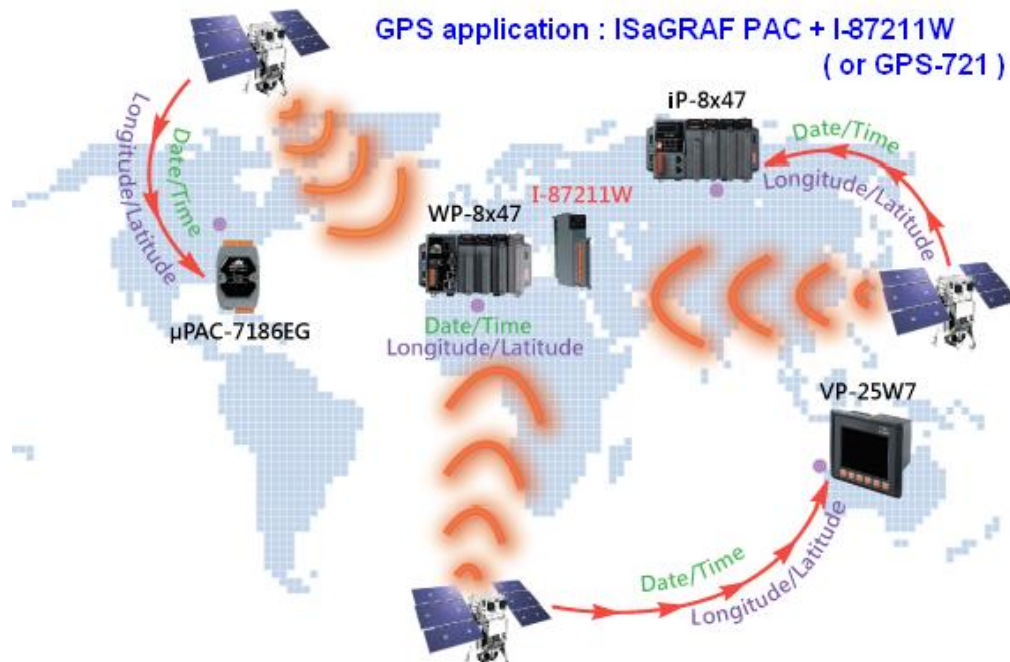 GPS application : ISaGRAF PAC + I-87211W
( or GPS-721 )
iP-8x47
Date/Time
Longitude/Latitude
Date/Time
Longitude/Latitude
I-87211W
WP-8x47
Date/Time
Longitude/Latitude
µPAC-7186EG
VP-25W7
Date/Time
Longitude/Latitude